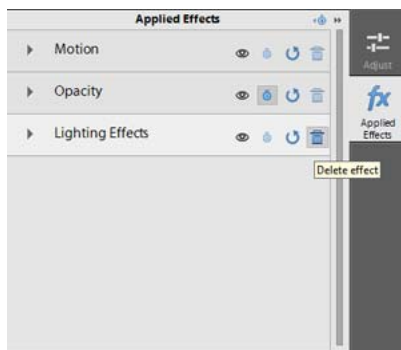 Applied Effects
Motion
Adjust
Opacity
fx
Applied
Effects
Lighting Effects
Delete effect